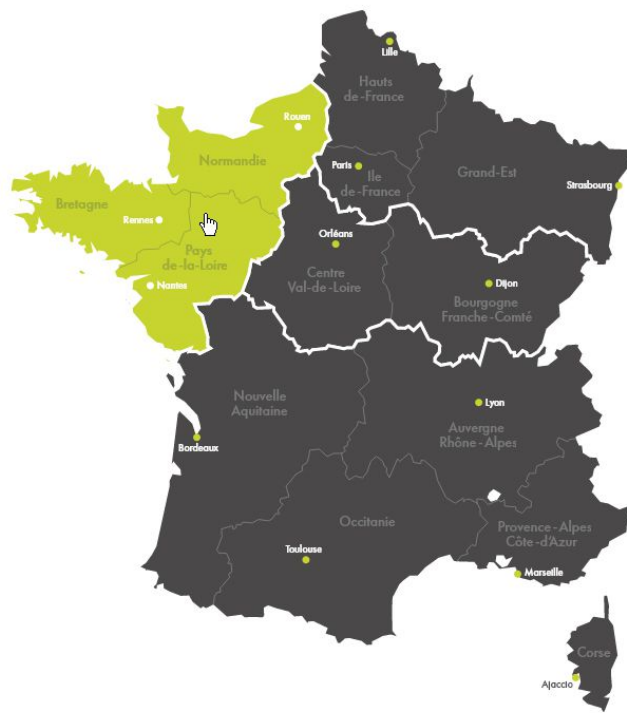 Lille
Hauts
de-France
Rouen
Normandie
Paris
Ile
de-France
Grand-Est
Strasbourg
Bretagne
Rennes
Pays
de-la-Loire
Nantes
Orléans
Centre
Val-de-Loire
Dijon
Bourgogne
Franche-Comté
Nouvelle
Aquitaine
Lyon
Auvergne
Rhône-Alpes
Bordeaux
Occitanie
Provence-Alpes
Côte-d'Azur
Toulouse
Marseille
Corse
Ajaccio